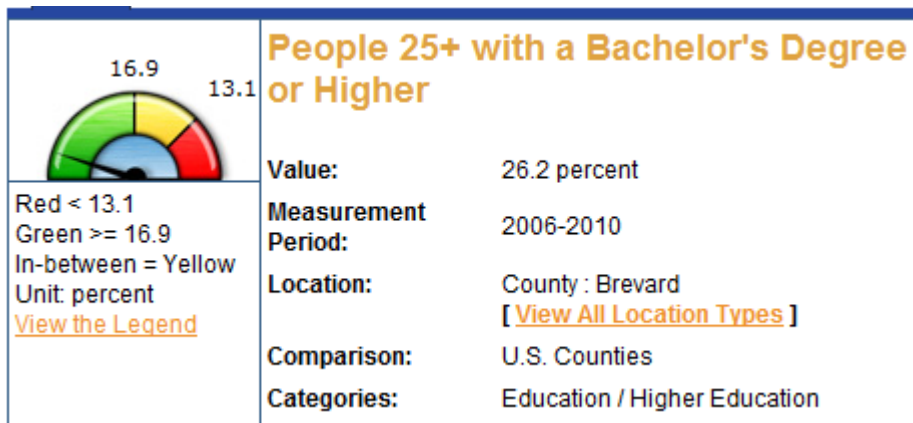 16.9
13.1
Red < 13.1
Green >= 16.9
In-between = Yellow
Unit: percent
View the Legend
People 25+ with a Bachelor's Degree
or Higher
Value: 26.2 percent
Measurement
Period: 2006-2010
Location: County : Brevard
[ View All Location Types ]
Comparison: U.S. Counties
Categories: Education / Higher Education